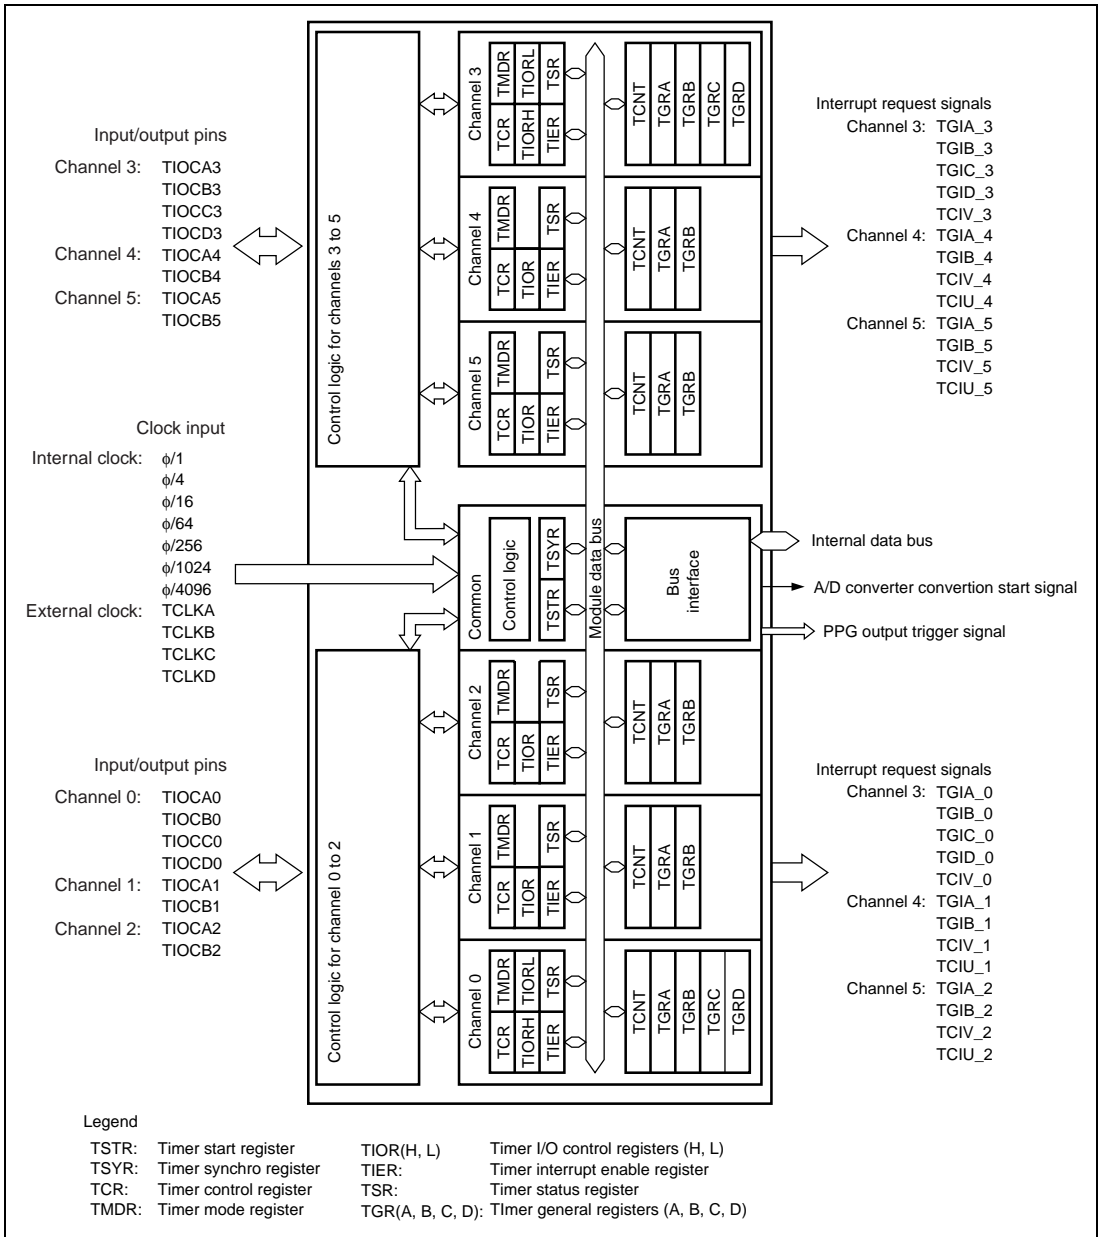 Input/output pins
Channel 3: TIOCA3
TIOCB3
TIOCC3
TIOCD3
Channel 4: TIOCA4
TIOCB4
Channel 5: TIOCA5
TIOCB5
Clock input
Internal clock: ϕ/1
ϕ/4
ϕ/16
ϕ/64
ϕ/256
ϕ/1024
ϕ/4096
External clock: TCLKA
TCLKB
TCLKC
TCLKD
Input/output pins
Channel 0: TIOCA0
TIOCB0
TIOCC0
TIOCD0
Channel 1: TIOCA1
TIOCB1
Channel 2: TIOCA2
TIOCB2
Control logic for channels 3 to 5
Control logic for channel 0 to 2
Channel 3
TCR TMDR
TIORH TIORL
TIER TSR
TCNT
TGRA
TGRB
TGRC
TGRD
Channel 4
TCR TMDR
TIOR
TIER TSR
TCNT
TGRA
TGRB
Channel 5
TCR TMDR
TIOR
TIER TSR
TCNT
TGRA
TGRB
Common
Control logic
TSTR TSYR
Module data bus
Bus
interface
Channel 2
TCR TMDR
TIOR
TIER TSR
TCNT
TGRA
TGRB
Channel 1
TCR TMDR
TIOR
TIER TSR
TCNT
TGRA
TGRB
Channel 0
TCR TMDR
TIORH TIORL
TIER TSR
TCNT
TGRA
TGRB
TGRC
TGRD
Interrupt request signals
Channel 3: TGIA_3
TGIB_3
TGIC_3
TGID_3
TCIV_3
Channel 4: TGIA_4
TGIB_4
TCIV_4
TCIU_4
Channel 5: TGIA_5
TGIB_5
TCIV_5
TCIU_5
Internal data bus
A/D converter convertion start signal
PPG output trigger signal
Interrupt request signals
Channel 3: TGIA_0
TGIB_0
TGIC_0
TGID_0
TCIV_0
Channel 4: TGIA_1
TGIB_1
TCIV_1
TCIU_1
Channel 5: TGIA_2
TGIB_2
TCIV_2
TCIU_2
Legend
TSTR: Timer start register
TSYR: Timer synchro register
TCR: Timer control register
TMDR: Timer mode register
TIOR(H, L) Timer I/O control registers (H, L)
TIER: Timer interrupt enable register
TSR: Timer status register
TGR(A, B, C, D): TImer general registers (A, B, C, D)